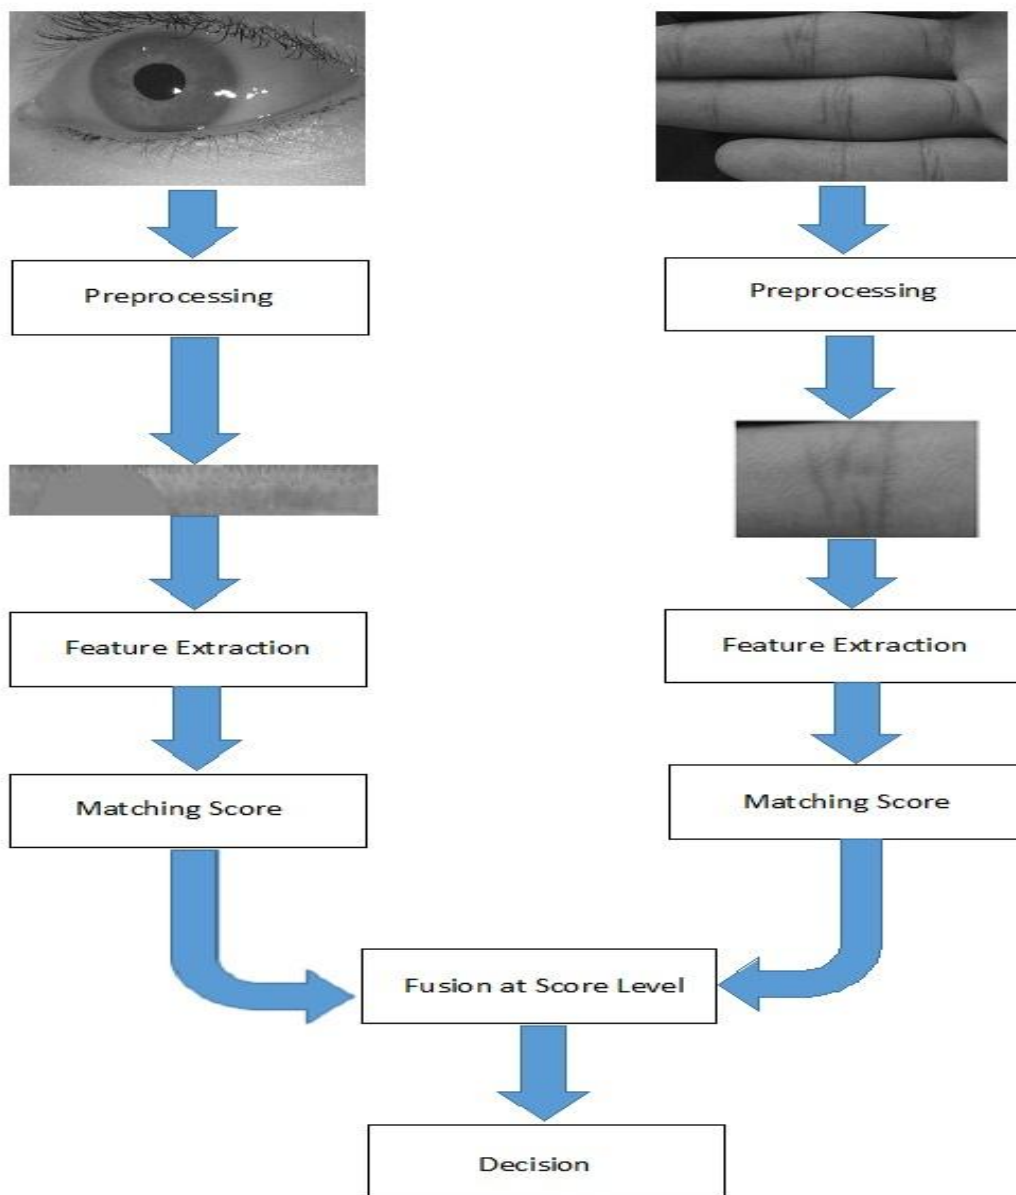 Preprocessing
Preprocessing
Feature Extraction
Feature Extraction
Matching Score
Matching Score
Fusion at Score Level
Decision